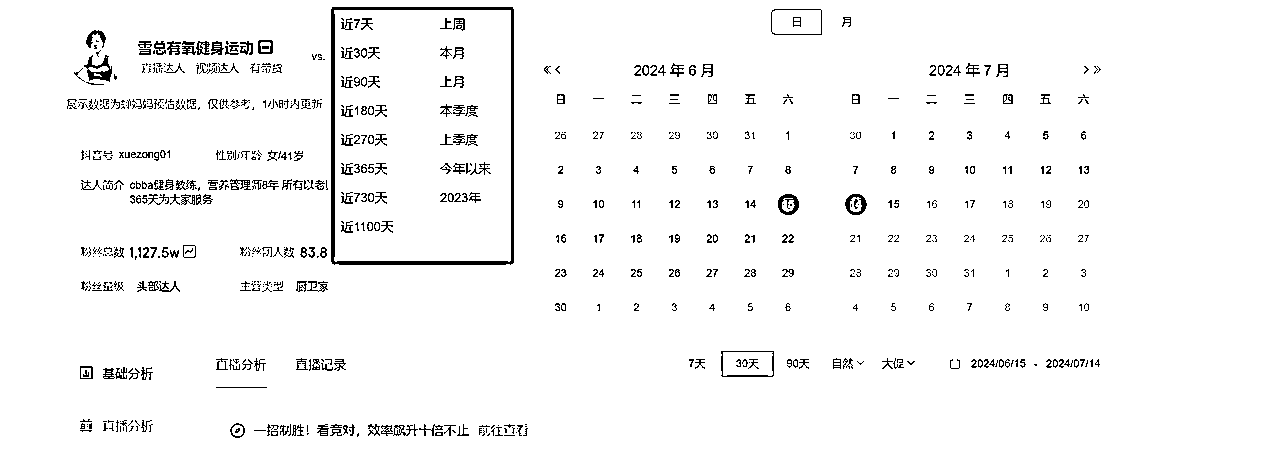 雪总有氧健身运动
vs.
直播达人 视频达人 有带货
展示数据为蝉妈妈预估数据，仅供参考，1小时内更新
抖音号 xuezong01 性别/年龄 女/41岁
达人简介 cbba健身教练，营养管理师8年 所有以老
365天为大家服务
粉丝总数 1,127.5w 粉丝团人数 83.8
粉丝星级 头部达人 主营类型 厨卫家
近7天 上周
近30天 本月
近90天 上月
近180天 本季度
近270天 上季度
近365天 今年以来
近730天 2023年
近1100天
日 月
2024 年 6 月
日 一 二 三 四 五 六
26 27 28 29 30 31 1
2 3 4 5 6 7 8
9 10 11 12 13 14
16 17 18 19 20 21 22
23 24 25 26 27 28 29
30 1 2 3 4 5 6
2024 年 7 月
日 一 二 三 四 五 六
30 1 2 3 4 5 6
7 8 9 10 11 12 13
15 16 17 18 19 20
21 22 23 24 25 26 27
28 29 30 31 1 2 3
4 5 6 7 8 9 10
7天 30天 90天 自然 大促 2024/06/15 - 2024/07/14
基础分析
直播分析
直播分析 直播记录
一招制胜！看竞对，效率飙升十倍不止 前往查看